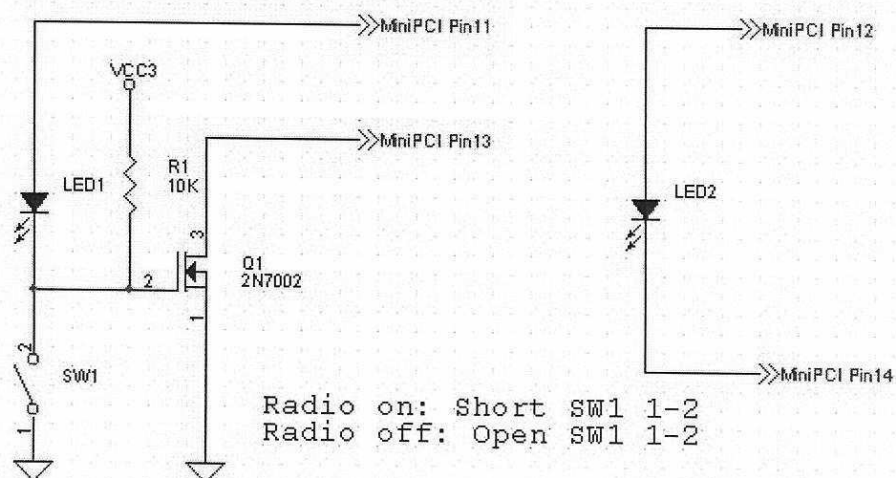 MiniPCI Pin11
MiniPCI Pin12
VCC3
MiniPCI Pin13
R1
10K
LED1
LED2
3
Q1
2N7002
2
1
2
SW1
MiniPCI Pin14
1
Radio on: Short SW1 1-2
Radio off: Open SW1 1-2